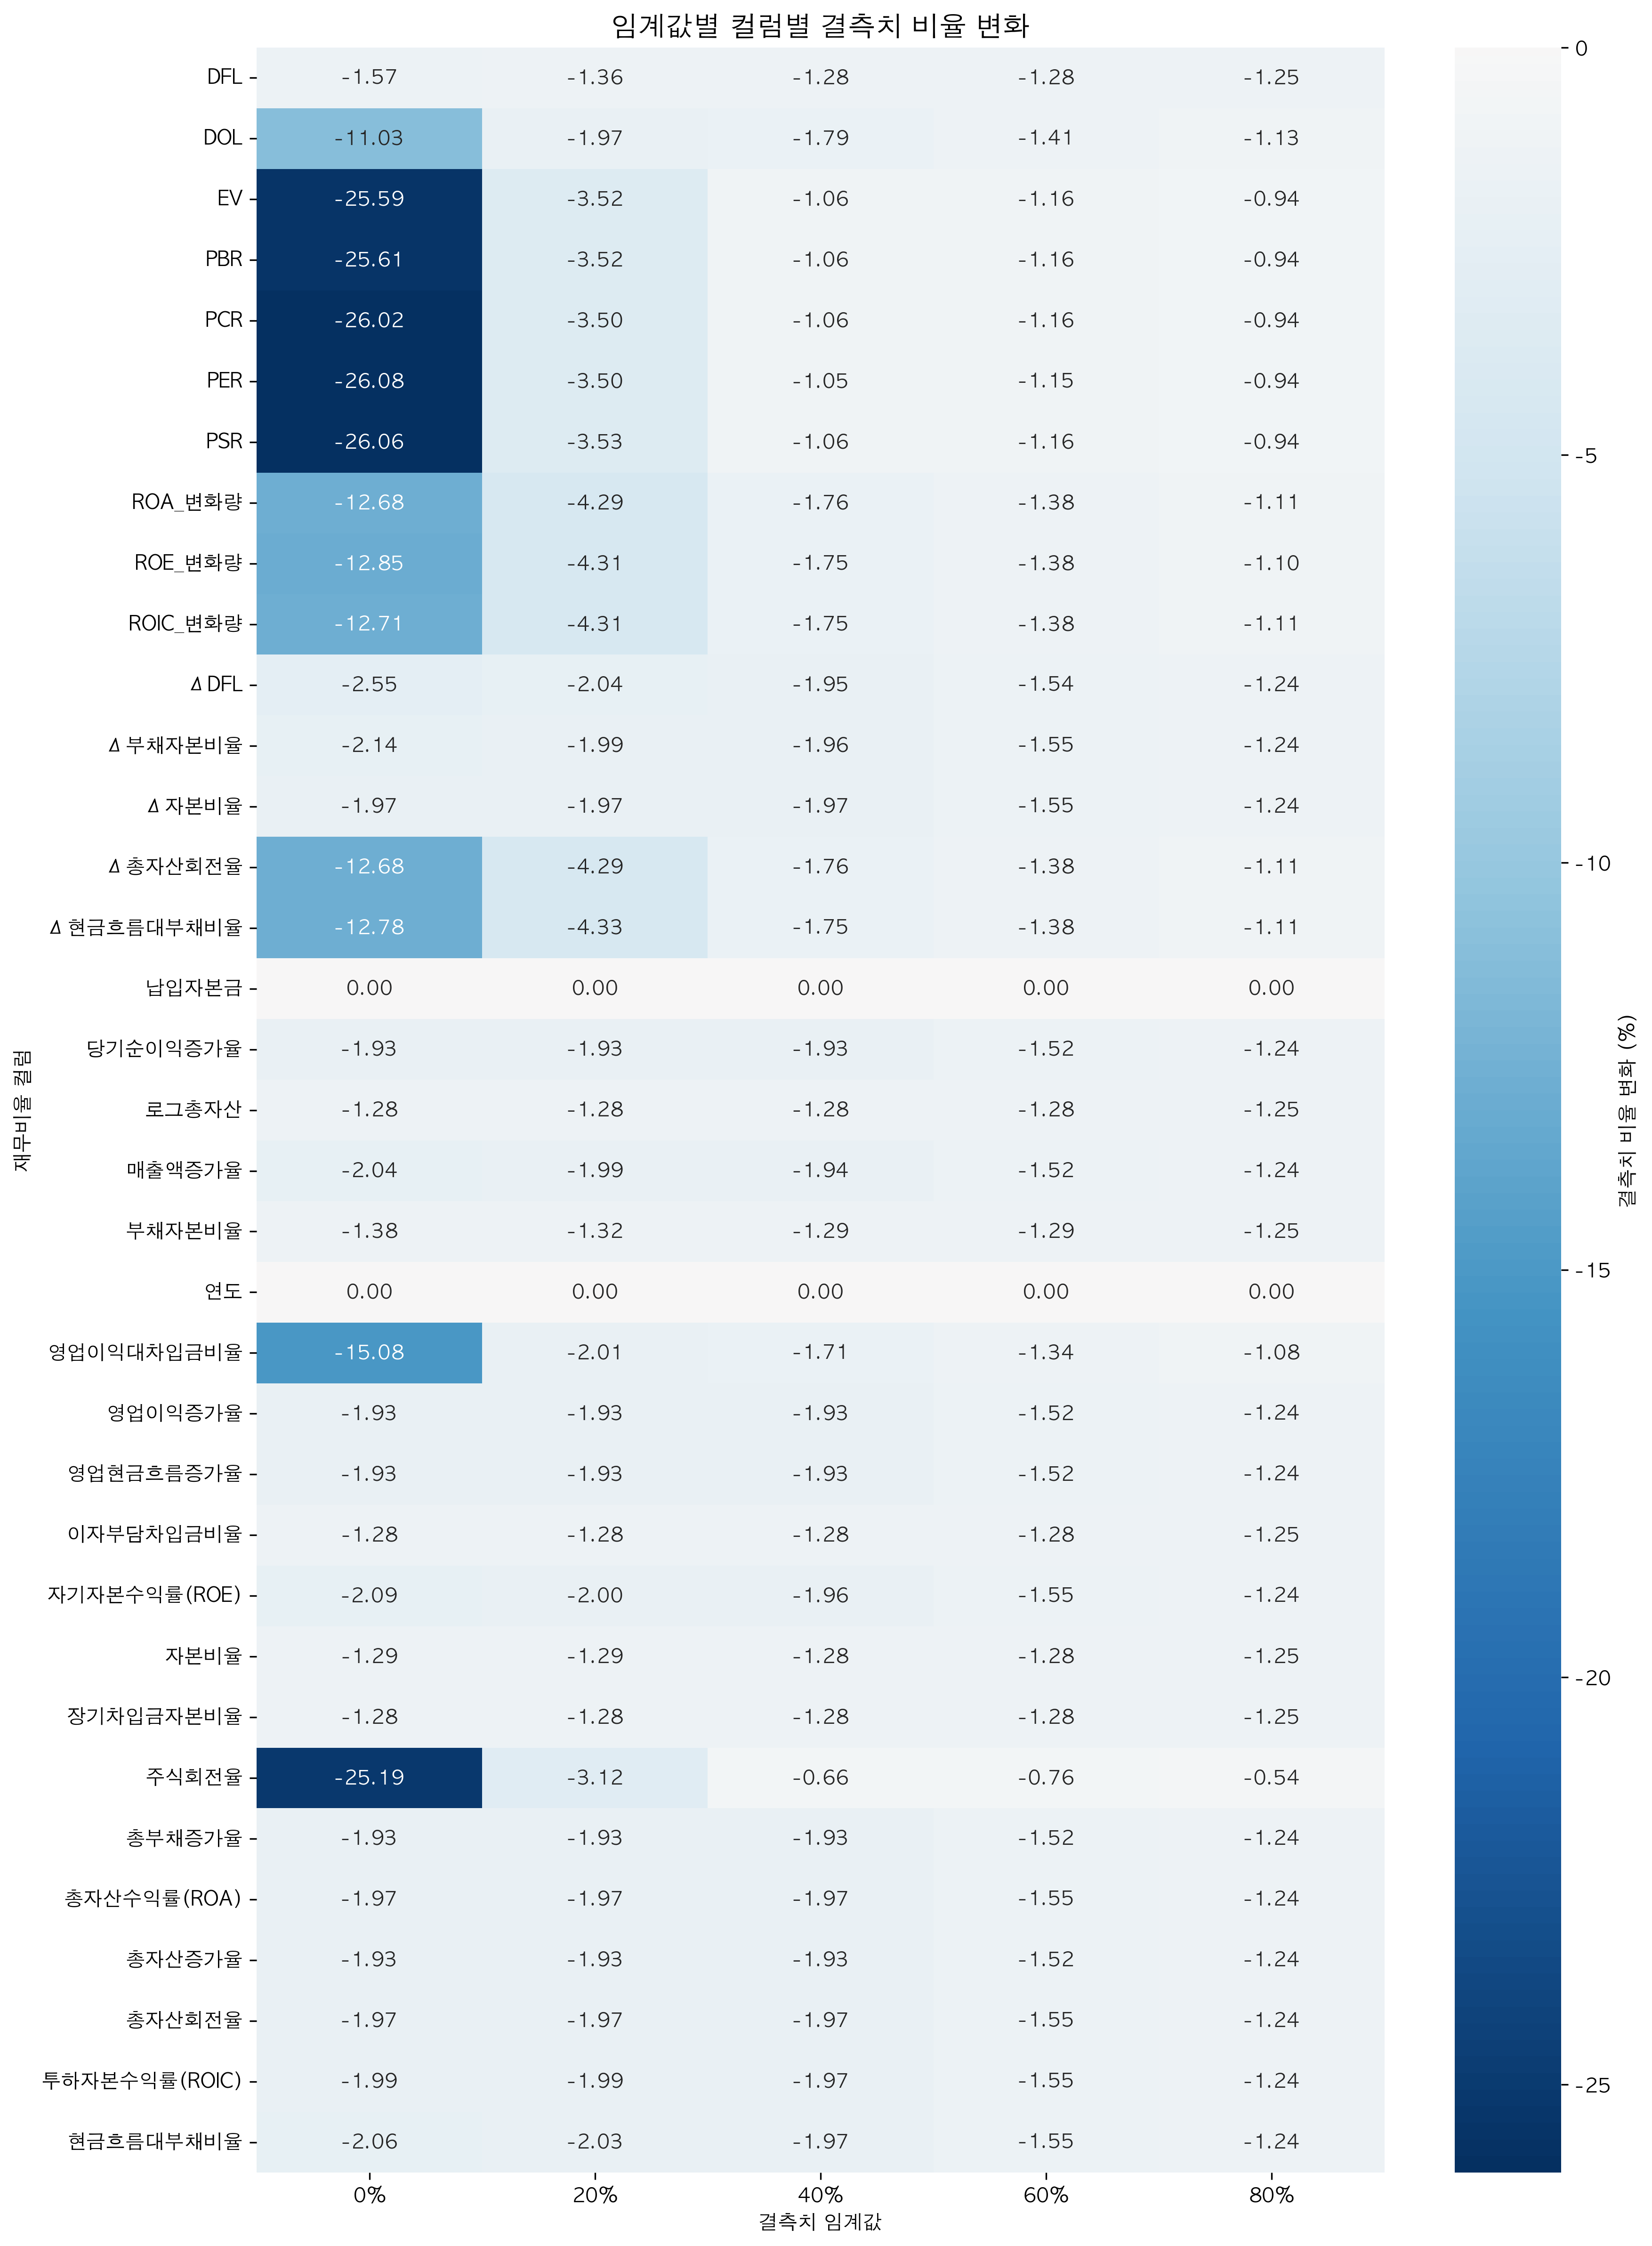 임계값별 컬럼별 결측치 비율 변화
DFL -1.57 -1.36 -1.28 -1.28 -1.25
DOL -11.03 -1.97 -1.79 -1.41 -1.13
EV -25.59 -3.52 -1.06 -1.16 -0.94
PBR -25.61 -3.52 -1.06 -1.16 -0.94
PCR -26.02 -3.50 -1.06 -1.16 -0.94
PER -26.08 -3.50 -1.05 -1.15 -0.94
PSR -26.06 -3.53 -1.06 -1.16 -0.94
ROA_변화량 -12.68 -4.29 -1.76 -1.38 -1.11
ROE_변화량 -12.85 -4.31 -1.75 -1.38 -1.10
ROIC_변화량 -12.71 -4.31 -1.75 -1.38 -1.11
Δ DFL -2.55 -2.04 -1.95 -1.54 -1.24
Δ 부채자본비율 -2.14 -1.99 -1.96 -1.55 -1.24
Δ 자본비율 -1.97 -1.97 -1.97 -1.55 -1.24
Δ 총자산회전율 -12.68 -4.29 -1.76 -1.38 -1.11
Δ 현금흐름대부채비율 -12.78 -4.33 -1.75 -1.38 -1.11
납입자본금 0.00 0.00 0.00 0.00 0.00
당기순이익증가율 -1.93 -1.93 -1.93 -1.52 -1.24
로그총자산 -1.28 -1.28 -1.28 -1.28 -1.25
매출액증가율 -2.04 -1.99 -1.94 -1.52 -1.24
부채자본비율 -1.38 -1.32 -1.29 -1.29 -1.25
연도 0.00 0.00 0.00 0.00 0.00
영업이익대차입금비율 -15.08 -2.01 -1.71 -1.34 -1.08
영업이익증가율 -1.93 -1.93 -1.93 -1.52 -1.24
영업현금흐름증가율 -1.93 -1.93 -1.93 -1.52 -1.24
이자부담차입금비율 -1.28 -1.28 -1.28 -1.28 -1.25
자기자본수익률(ROE) -2.09 -2.00 -1.96 -1.55 -1.24
자본비율 -1.29 -1.29 -1.28 -1.28 -1.25
장기차입금자본비율 -1.28 -1.28 -1.28 -1.28 -1.25
주식회전율 -25.19 -3.12 -0.66 -0.76 -0.54
총부채증가율 -1.93 -1.93 -1.93 -1.52 -1.24
총자산수익률(ROA) -1.97 -1.97 -1.97 -1.55 -1.24
총자산증가율 -1.93 -1.93 -1.93 -1.52 -1.24
총자산회전율 -1.97 -1.97 -1.97 -1.55 -1.24
투하자본수익률(ROIC) -1.99 -1.99 -1.97 -1.55 -1.24
현금흐름대부채비율 -2.06 -2.03 -1.97 -1.55 -1.24
0% 20% 40% 60% 80%
결측치 임계값
재무비율 컬럼
0
-5
-10
-15
-20
-25
결측치 비율 변화 (%)